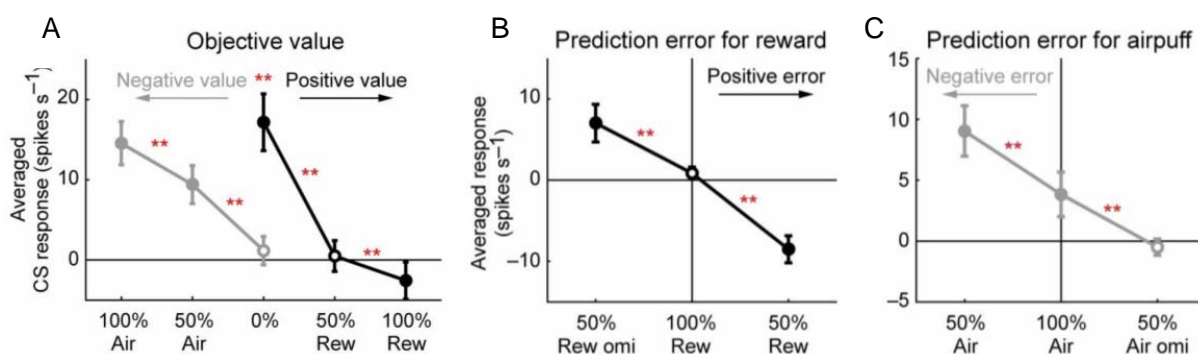 A
Objective value
Negative value
**
Positive value
Averaged
CS response (spikes s–1)
20
10
0
**
**
**
**
100%
Air
50%
Air
0%
50%
Rew
100%
Rew
B
Prediction error for reward
Positive error
Averaged response
(spikes s–1)
10
0
–10
**
**
50%
Rew omi
100%
Rew
50%
Rew
C
Prediction error for airpuff
Negative error
15
10
5
0
–5
**
**
50%
Air
100%
Air
50%
Air omi